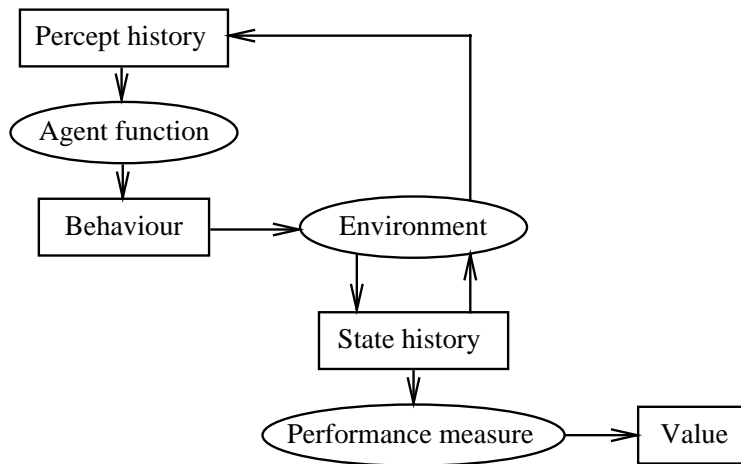 Percept history
Agent function
Behaviour
Environment
State history
Performance measure
Value